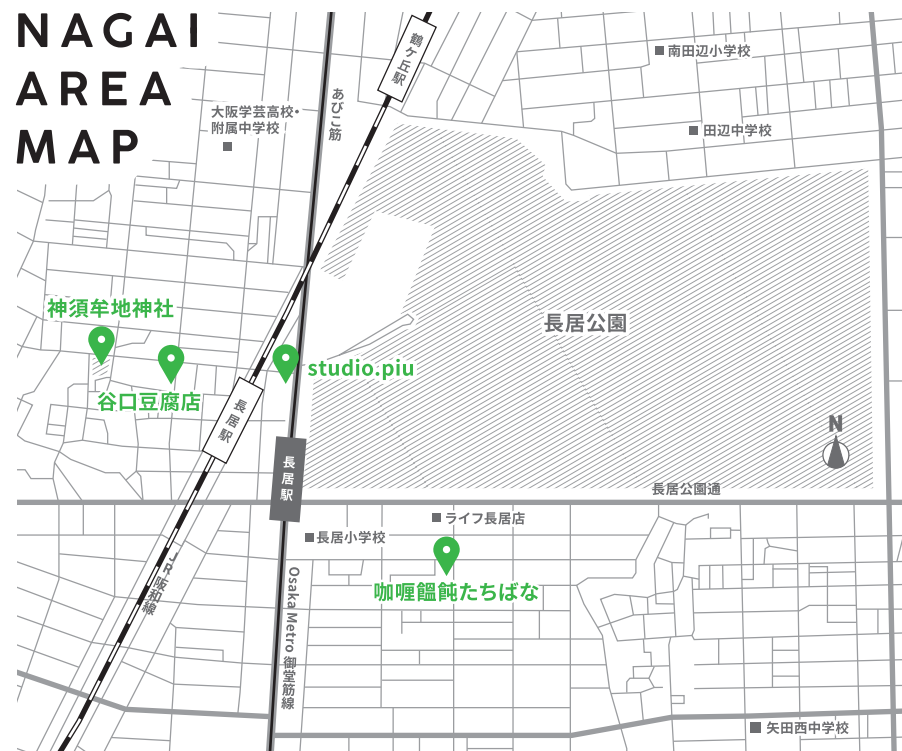 NAGAI
AREA
MAP
鶴ケ丘駅
南田辺小学校
あびこ筋
大阪学芸高校・
附属中学校
田辺中学校
神須牟地神社
長居公園
studio.piu
谷口豆腐店
長居駅
N
長居駅
長居公園通
ライフ長居店
長居小学校
JR阪和線
咖喱饂飩たちばな
Osaka Metro 御堂筋線
矢田西中学校